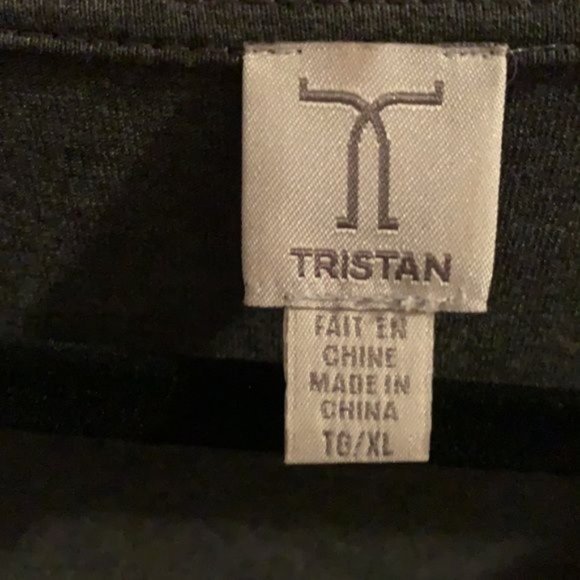 TRISTAN
FAIT EN
CHINE
MADE IN
CHINA
TG/XL